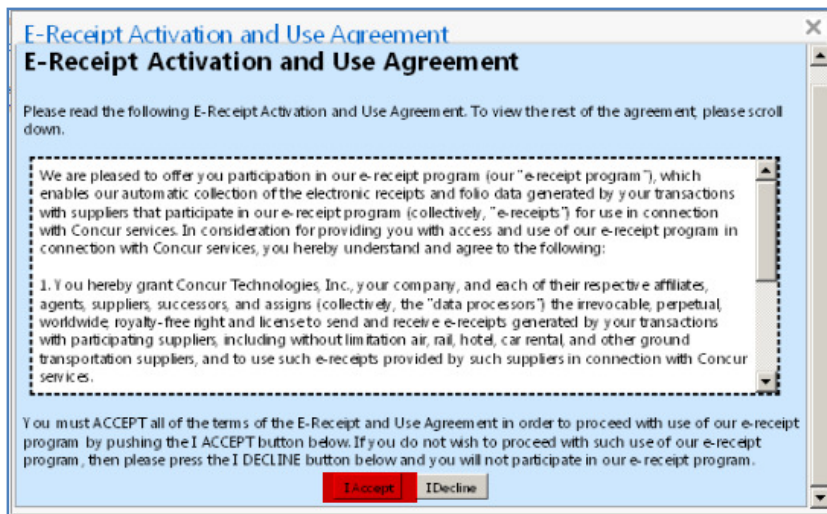 E-Receipt Activation and Use Agreement
E-Receipt Activation and Use Agreement
Please read the following E-Receipt Activation and Use Agreement. To view the rest of the agreement, please scroll
down.
We are pleased to offer you participation in our e-receipt program (our "e-receipt program"), which
enables our automatic collection of the electronic receipts and folio data generated by your transactions
with suppliers that participate in our e-receipt program (collectively, "e-receipts") for use in connection
with Concur services. In consideration for providing you with access and use of our e-receipt program in
connection with Concur services, you hereby understand and agree to the following:
1. You hereby grant Concur Technologies, Inc., your company, and each of their respective affiliates,
agents, suppliers, successors, and assigns (collectively, the "data processors") the irrevocable, perpetual,
worldwide, royalty-free right and license to send and receive e-receipts generated by your transactions
with participating suppliers, including without limitation air, rail, hotel, car rental, and other ground
transportation suppliers, and to use such e-receipts provided by such suppliers in connection with Concur
services.
You must ACCEPT all of the terms of the E-Receipt and Use Agreement in order to proceed with use of our e-receipt
program by pushing the I ACCEPT button below. If you do not wish to proceed with such use of our e-receipt
program, then please press the I DECLINE button below and you will not participate in our e-receipt program.
I Accept I Decline